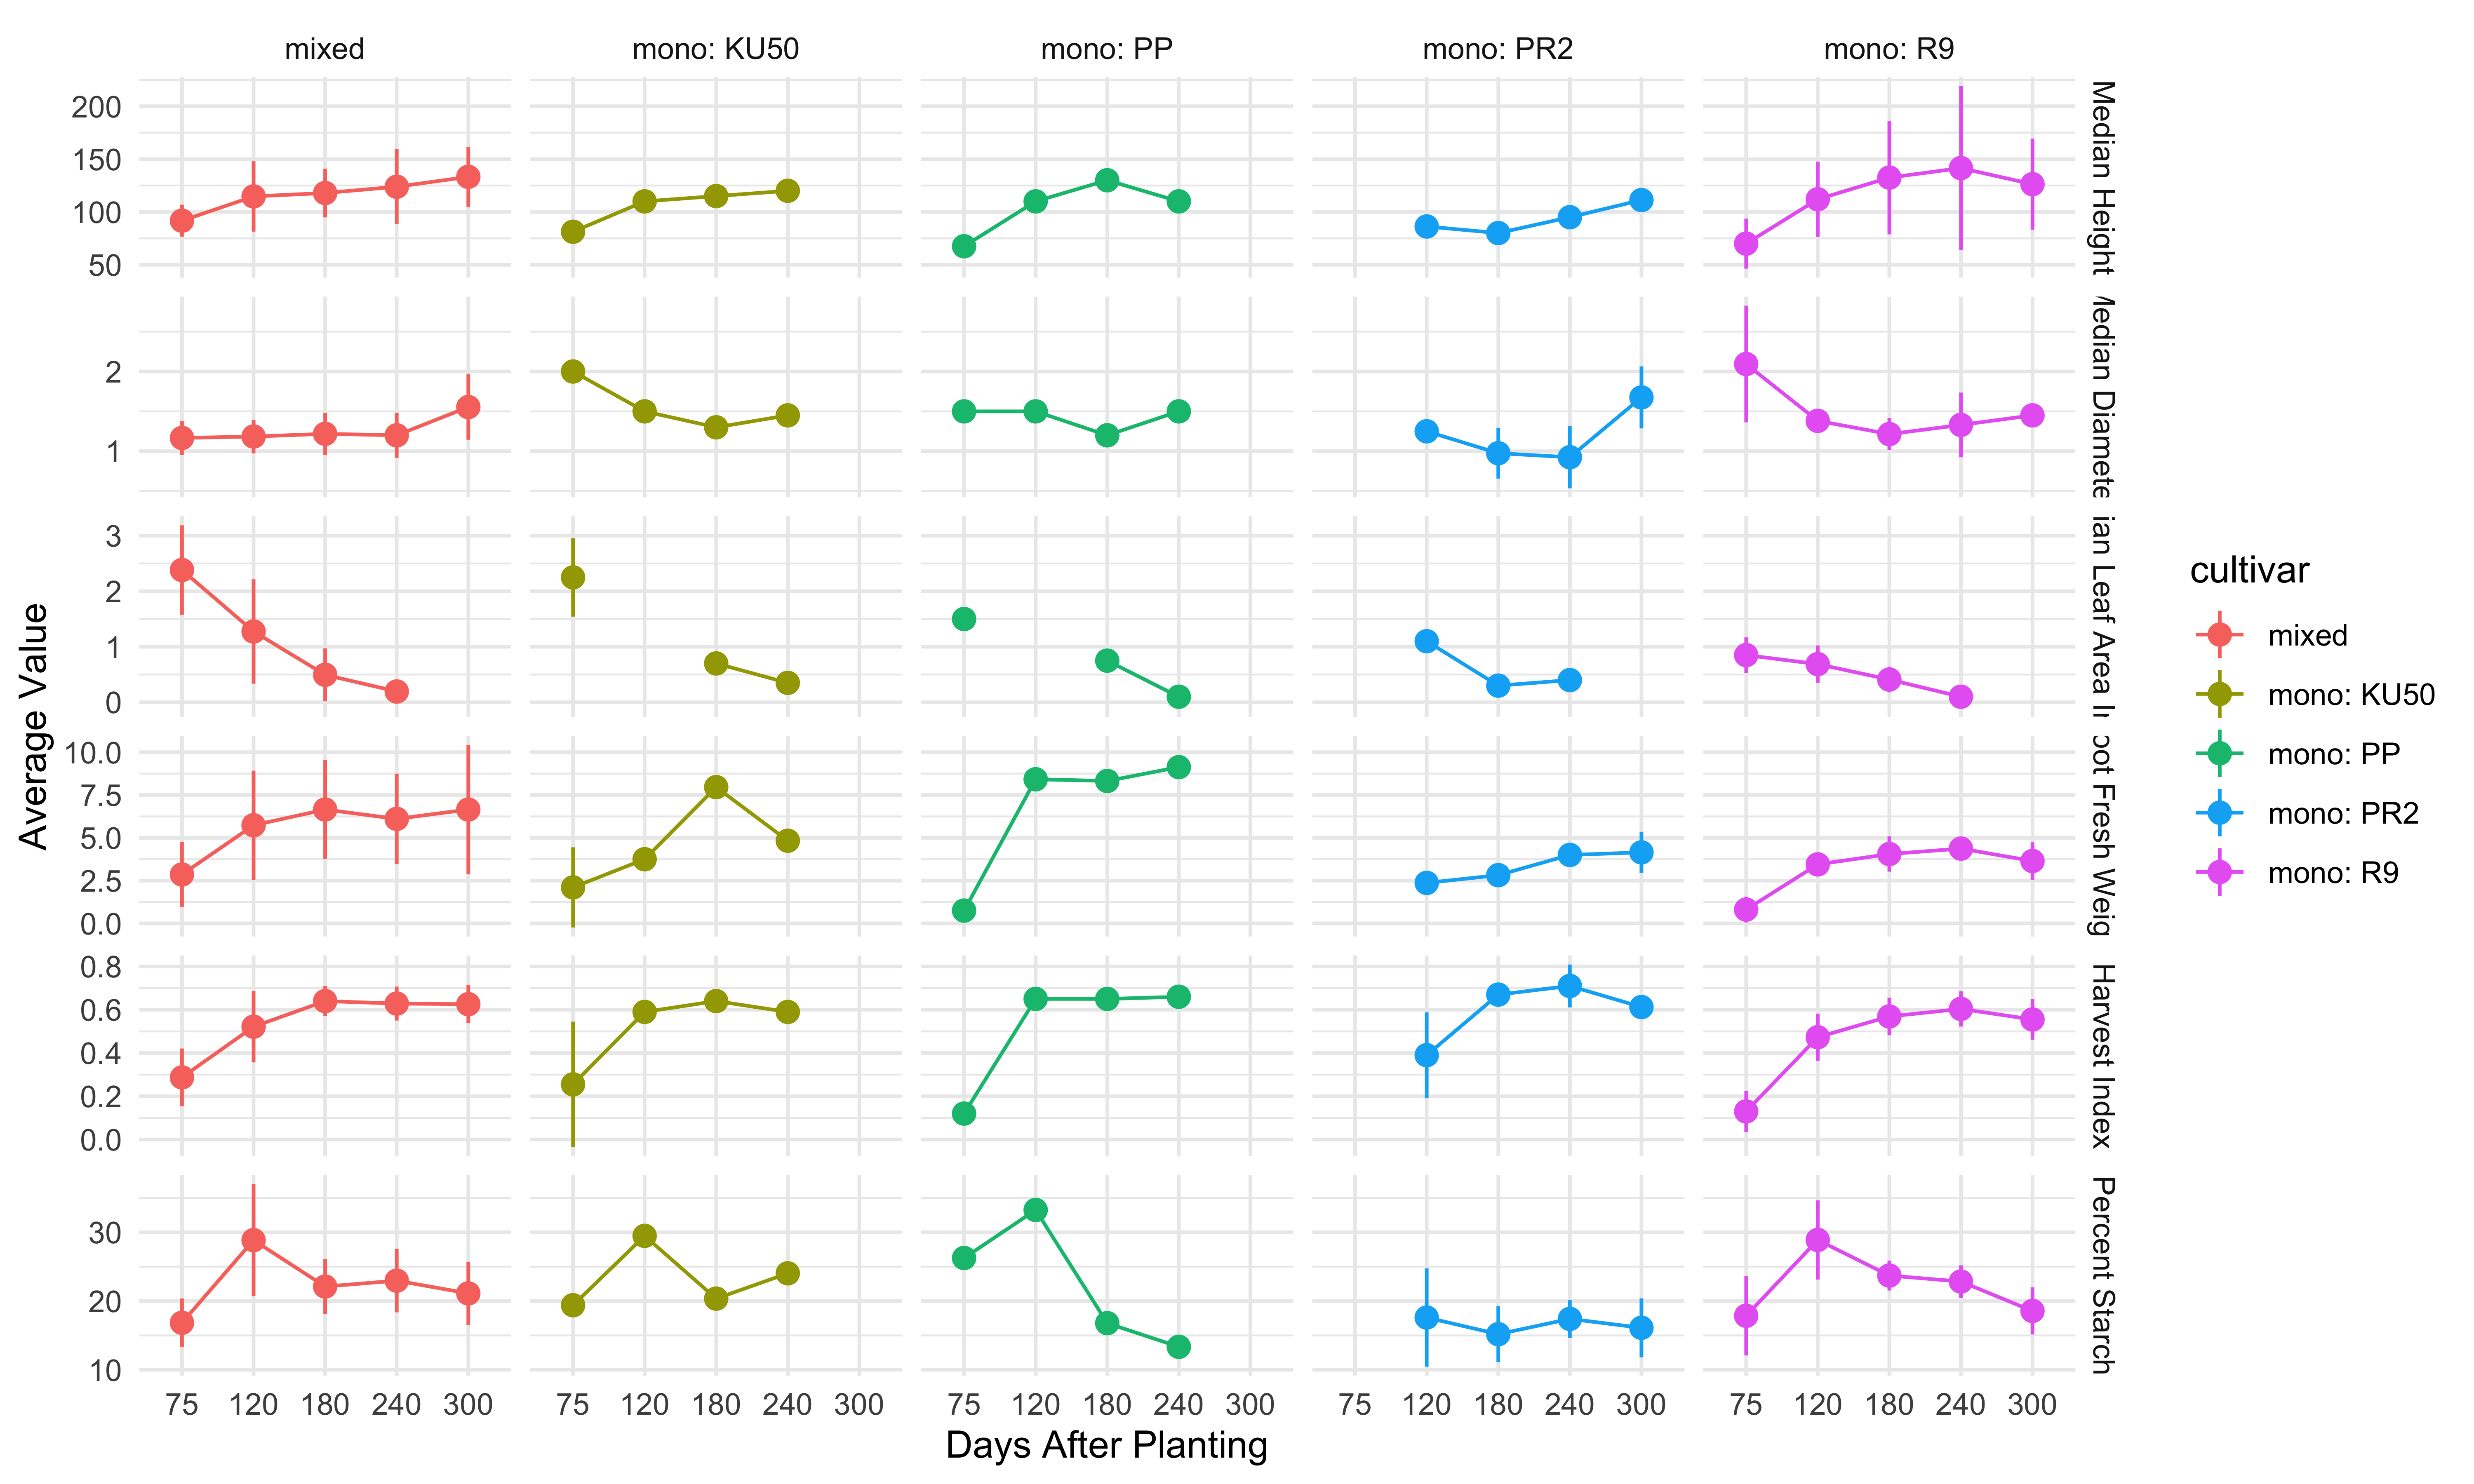 mixed mono: KU50 mono: PP mono: PR2 mono: R9
200
150
100
50
Median Height
2
1
Median Diamete
3
2
1
0
ian Leaf Area I
10.0
7.5
5.0
2.5
0.0
oot Fresh Weig
0.8
0.6
0.4
0.2
0.0
Harvest Index
30
20
10
Percent Starch
75 120 180 240 300 75 120 180 240 300 75 120 180 240 300 75 120 180 240 300 75 120 180 240 300
Days After Planting
Average Value
cultivar
mixed
mono: KU50
mono: PP
mono: PR2
mono: R9